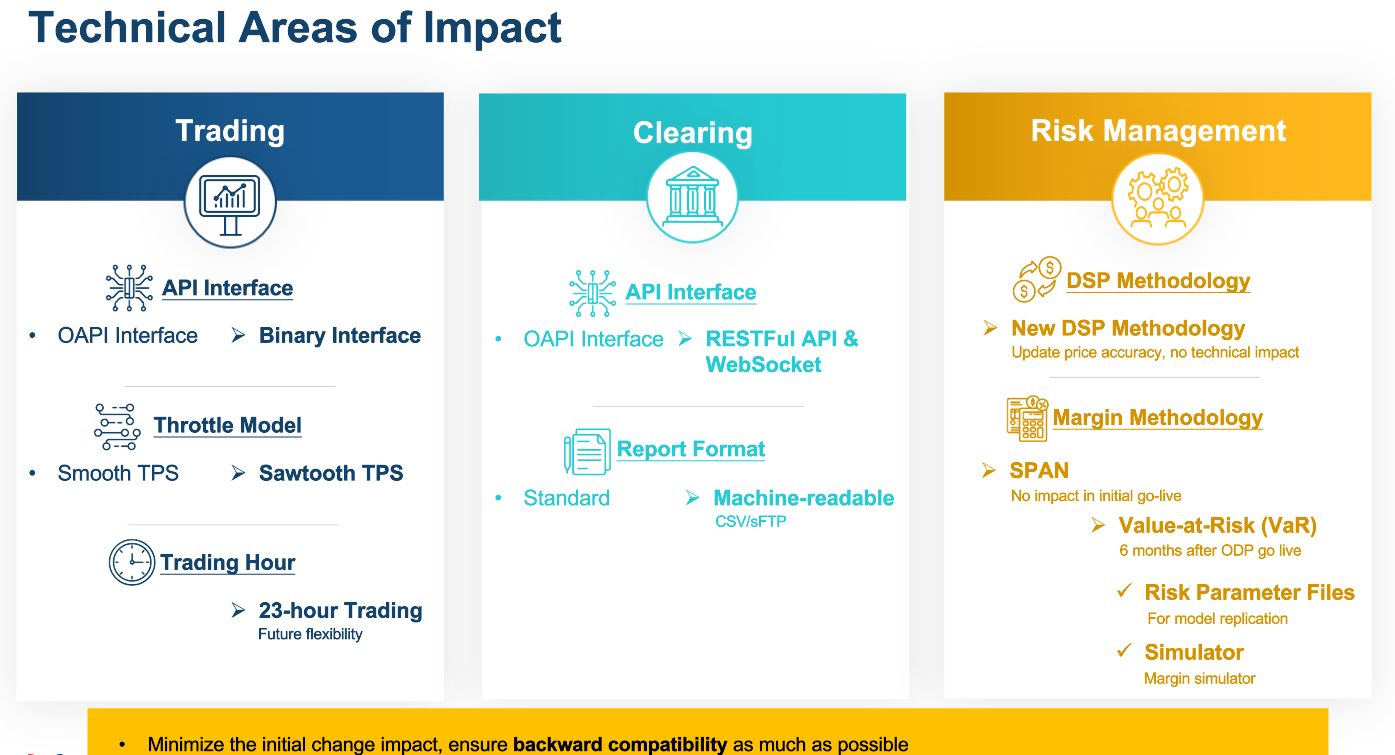 Technical Areas of Impact
Trading
API Interface
• OAPI Interface ➢ Binary Interface
Throttle Model
• Smooth TPS ➢ Sawtooth TPS
Trading Hour
➢ 23-hour Trading
Future flexibility
Clearing
API Interface
• OAPI Interface ➢ RESTFul API &
WebSocket
Report Format
• Standard ➢ Machine-readable
CSV/sFTP
Risk Management
DSP Methodology
➢ New DSP Methodology
Update price accuracy, no technical impact
Margin Methodology
➢ SPAN
No impact in initial go-live
➢ Value-at-Risk (VaR)
6 months after ODP go live
✓ Risk Parameter Files
For model replication
✓ Simulator
Margin simulator
• Minimize the initial change impact, ensure backward compatibility as much as possible